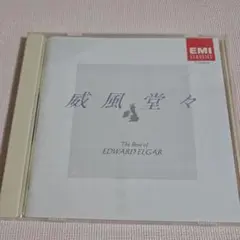 EMI
CLASSICS
威風堂々
The Best of
EDWARD ELGAR